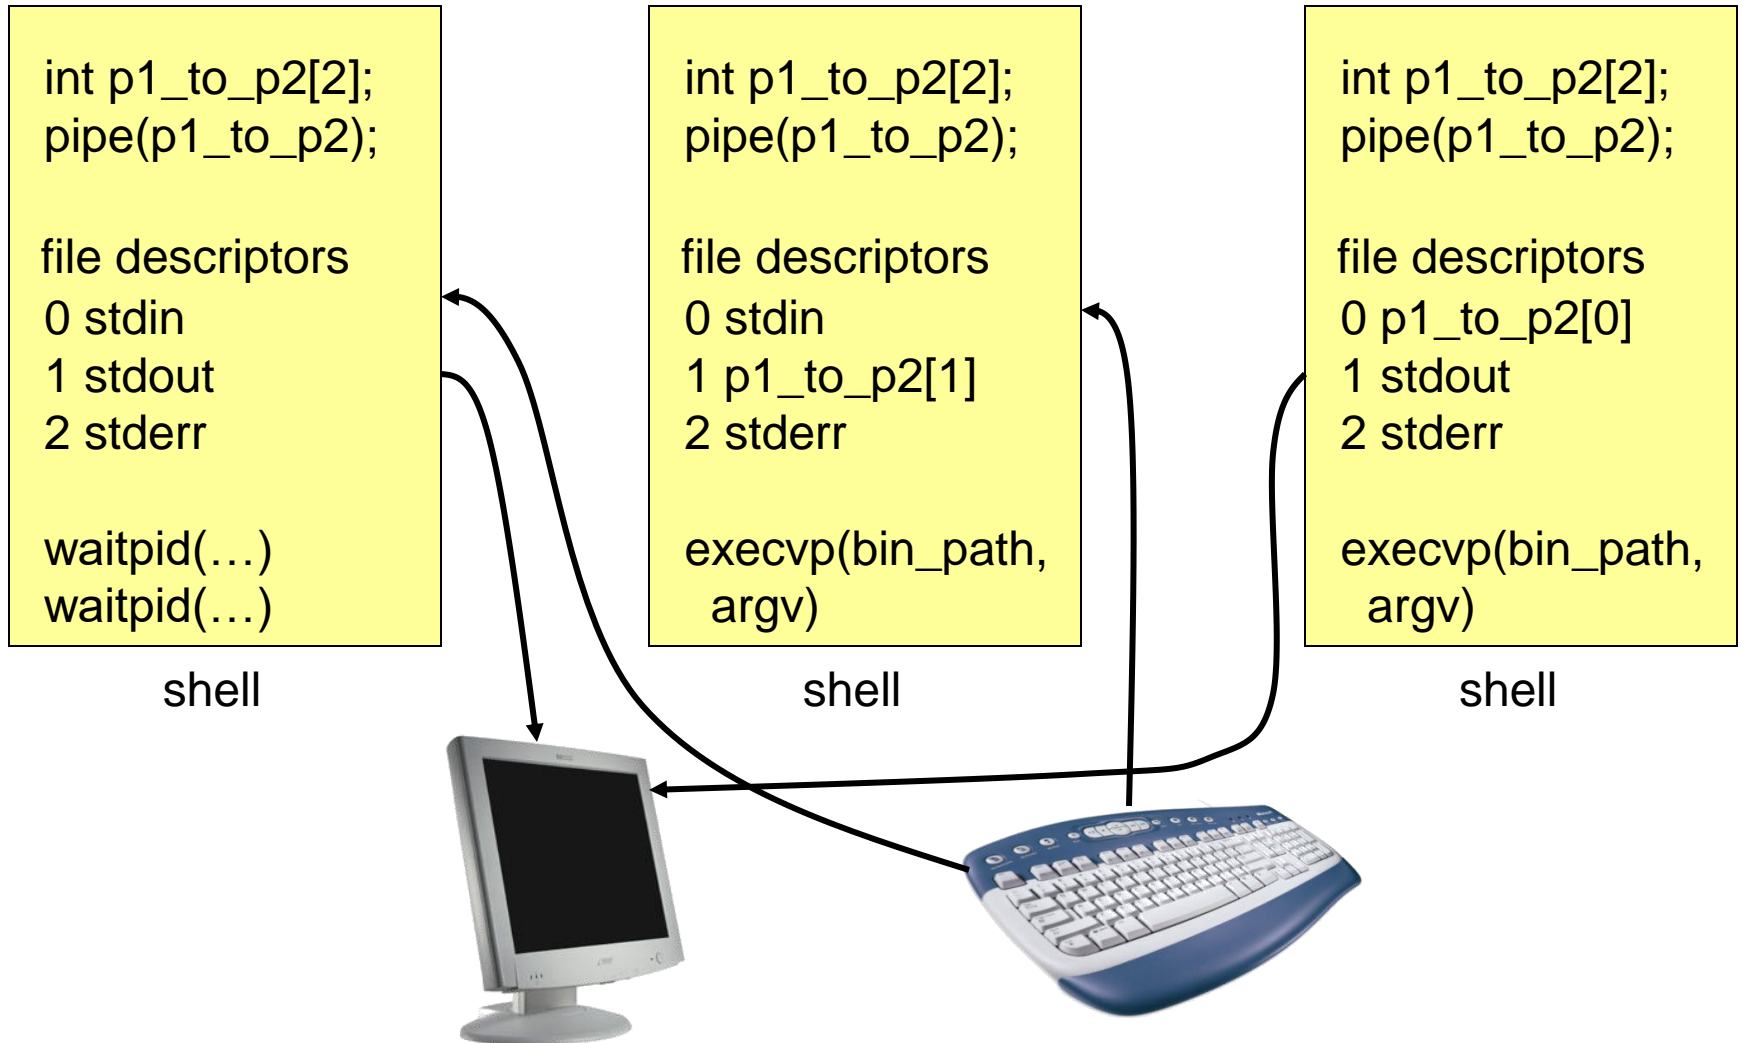 int p1_to_p2[2];
pipe(p1_to_p2);
file descriptors
0 stdin
1 stdout
2 stderr
waitpid(…)
waitpid(…)
shell
int p1_to_p2[2];
pipe(p1_to_p2);
file descriptors
0 stdin
1 p1_to_p2[1]
2 stderr
execvp(bin_path,
argv)
shell
int p1_to_p2[2];
pipe(p1_to_p2);
file descriptors
0 p1_to_p2[0]
1 stdout
2 stderr
execvp(bin_path,
argv)
shell